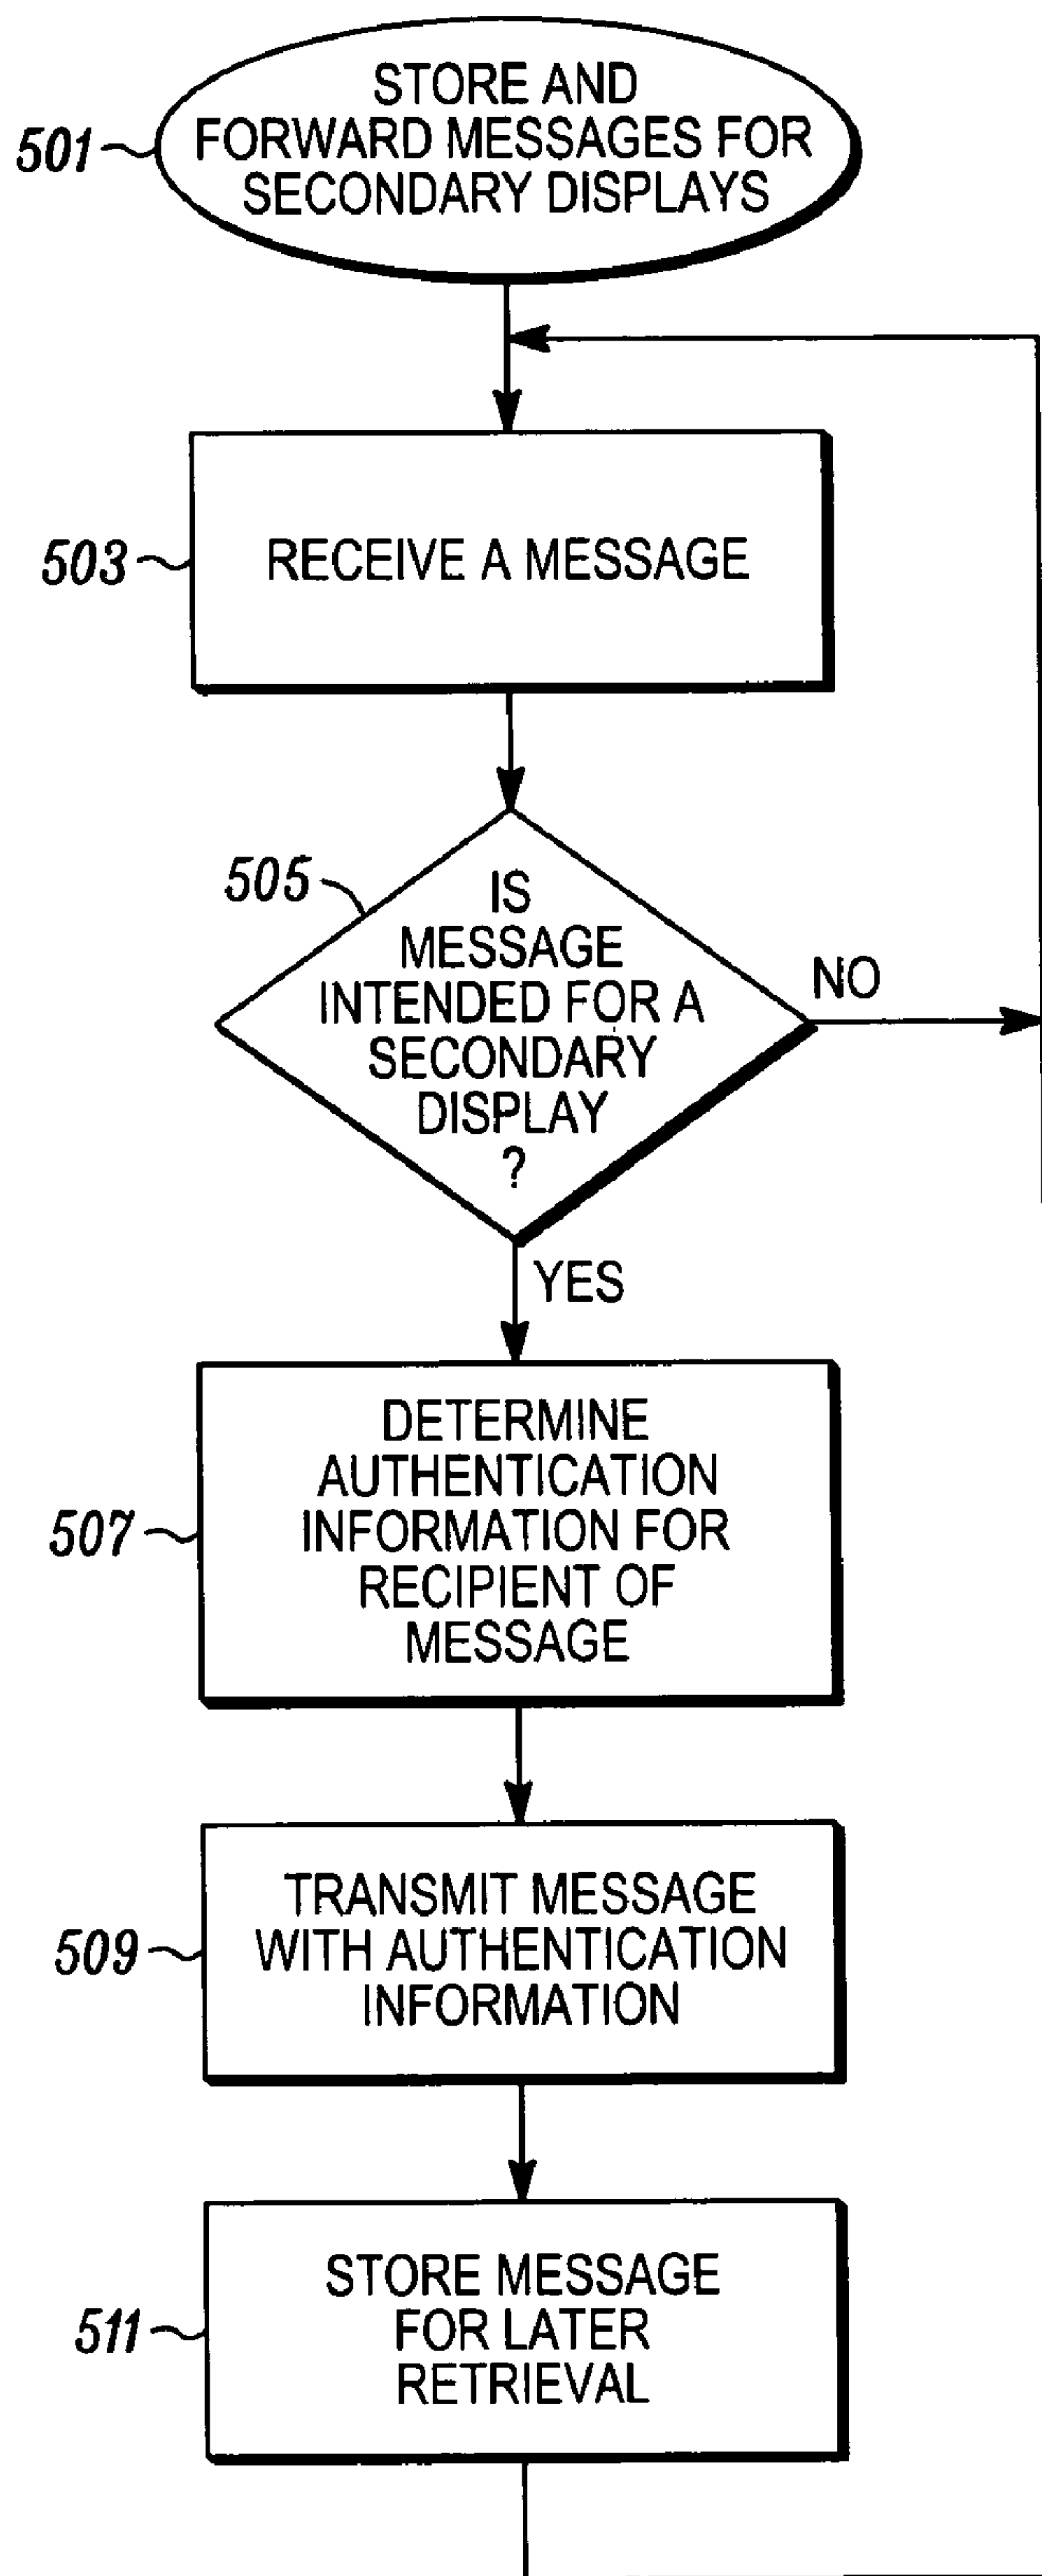 501
STORE AND
FORWARD MESSAGES FOR
SECONDARY DISPLAYS
503
RECEIVE A MESSAGE
505
IS
MESSAGE
INTENDED FOR A
SECONDARY
DISPLAY
?
NO
YES
507
DETERMINE
AUTHENTICATION
INFORMATION FOR
RECIPIENT OF
MESSAGE
509
TRANSMIT MESSAGE
WITH AUTHENTICATION
INFORMATION
511
STORE MESSAGE
FOR LATER
RETRIEVAL